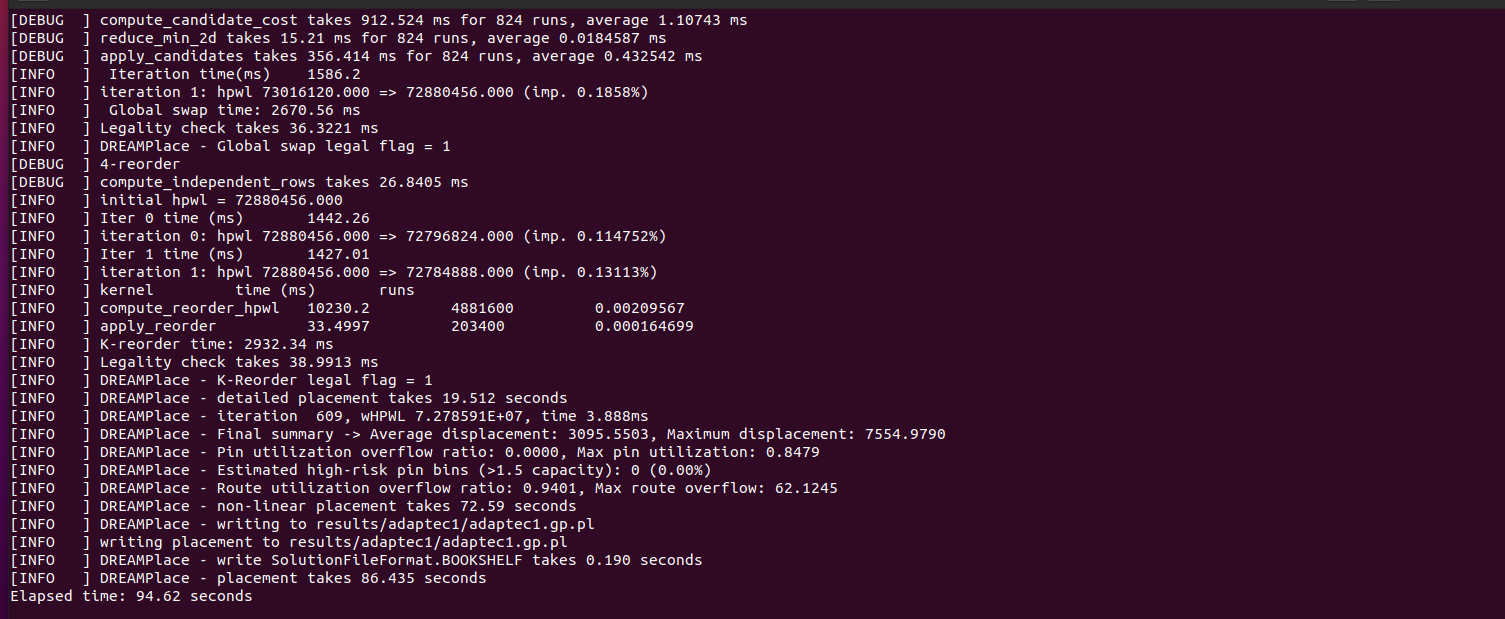 [DEBUG  ] compute_candidate_cost takes 912.524 ms for 824 runs, average 1.10743 ms
[DEBUG  ] reduce_min_2d takes 15.21 ms for 824 runs, average 0.0184587 ms
[DEBUG  ] apply_candidates takes 356.414 ms for 824 runs, average 0.432542 ms
[INFO   ]  Iteration time(ms)    1586.2
[INFO   ] iteration 1: hpwl 73016120.000 => 72880456.000 (imp. 0.1858%)
[INFO   ]  Global swap time: 2670.56 ms
[INFO   ] Legality check takes 36.3221 ms
[INFO   ] DREAMPlace - Global swap legal flag = 1
[DEBUG  ] 4-reorder
[DEBUG  ] compute_independent_rows takes 26.8405 ms
[INFO   ] initial hpwl = 72880456.000
[INFO   ] Iter 0 time (ms)       1442.26
[INFO   ] iteration 0: hpwl 72880456.000 => 72796824.000 (imp. 0.114752%)
[INFO   ] Iter 1 time (ms)       1427.01
[INFO   ] iteration 1: hpwl 72880456.000 => 72784888.000 (imp. 0.13113%)
[INFO   ] kernel         time (ms)       runs
[INFO   ] compute_reorder_hpwl   10230.2         4881600         0.00209567
[INFO   ] apply_reorder          33.4997         203400          0.000164699
[INFO   ] K-reorder time: 2932.34 ms
[INFO   ] Legality check takes 38.9913 ms
[INFO   ] DREAMPlace - K-Reorder legal flag = 1
[INFO   ] DREAMPlace - detailed placement takes 19.512 seconds
[INFO   ] DREAMPlace - iteration  609, wHPWL 7.278591E+07, time 3.888ms
[INFO   ] DREAMPlace - Final summary -> Average displacement: 3095.5503, Maximum displacement: 7554.9790
[INFO   ] DREAMPlace - Pin utilization overflow ratio: 0.0000, Max pin utilization: 0.8479
[INFO   ] DREAMPlace - Estimated high-risk pin bins (>1.5 capacity): 0 (0.00%)
[INFO   ] DREAMPlace - Route utilization overflow ratio: 0.9401, Max route overflow: 62.1245
[INFO   ] DREAMPlace - non-linear placement takes 72.59 seconds
[INFO   ] DREAMPlace - writing to results/adaptec1/adaptec1.gp.pl
[INFO   ] writing placement to results/adaptec1/adaptec1.gp.pl
[INFO   ] DREAMPlace - write SolutionFileFormat.BOOKSHELF takes 0.190 seconds
[INFO   ] DREAMPlace - placement takes 86.435 seconds
Elapsed time: 94.62 seconds